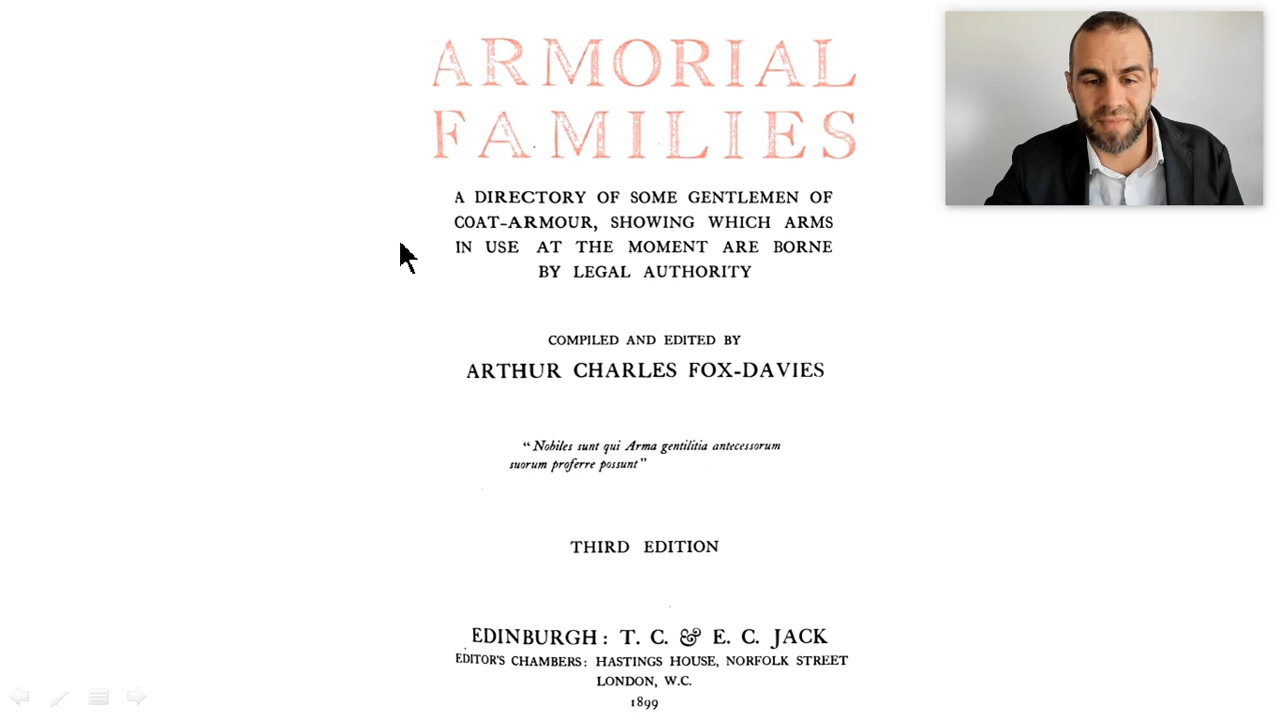 ARMORIAL
FAMILIES
A DIRECTORY OF SOME GENTLEMEN OF
COAT-ARMOUR, SHOWING WHICH ARMS
IN USE AT THE MOMENT ARE BORNE
BY LEGAL AUTHORITY
COMPILED AND EDITED BY
ARTHUR CHARLES FOX-DAVIES
“Nobiles sunt qui Arma gentilitia antecessorum
suorum proferre possunt”
THIRD EDITION
EDINBURGH: T. C. & E. C. JACK
EDITOR'S CHAMBERS: HASTINGS HOUSE, NORFOLK STREET
LONDON, W.C.
1899